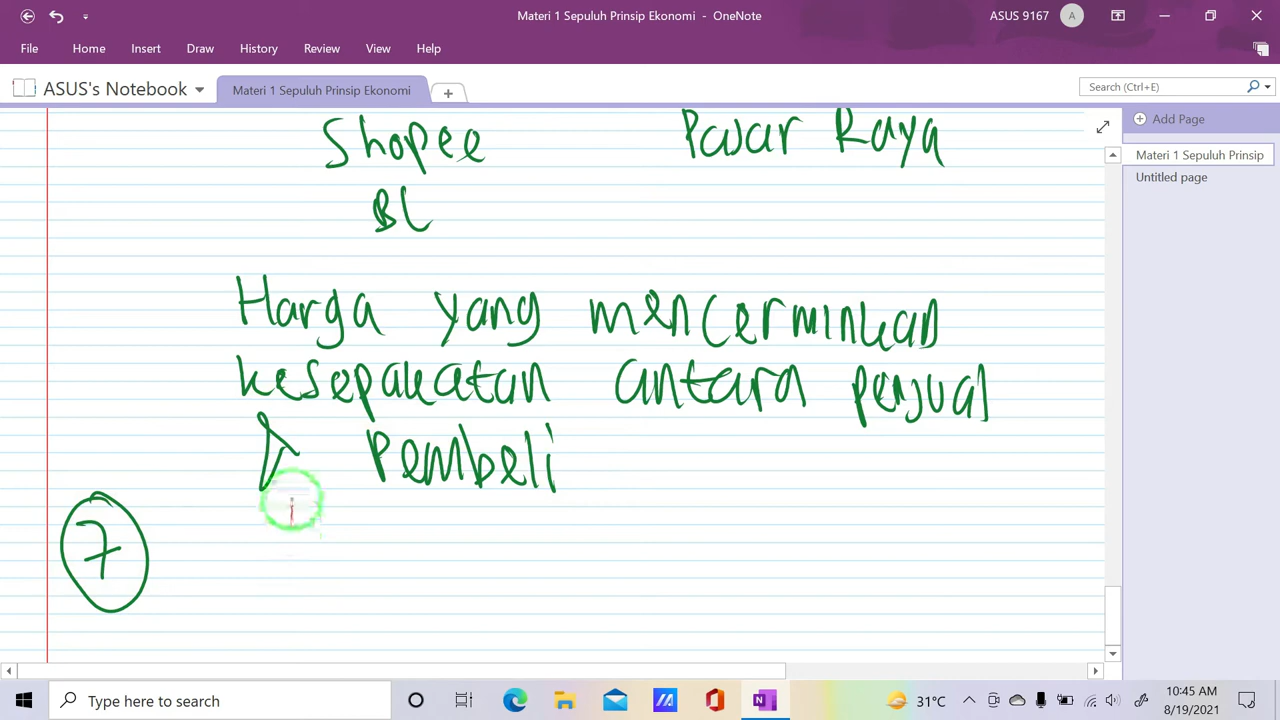 Materi 1 Sepuluh Prinsip Ekonomi - OneNote
ASUS 9167
A
File Home Insert Draw History Review View Help
ASUS's Notebook
Materi 1 Sepuluh Prinsip Ekonomi
Search (Ctrl+E)
Add Page
Materi 1 Sepuluh Prinsip
Untitled page
Shopee Pasar Raya
BL
Harga yang mencerminkan
kesepakatan antara penjual
& Pembeli
7
Type here to search
31°C
10:45 AM
8/19/2021